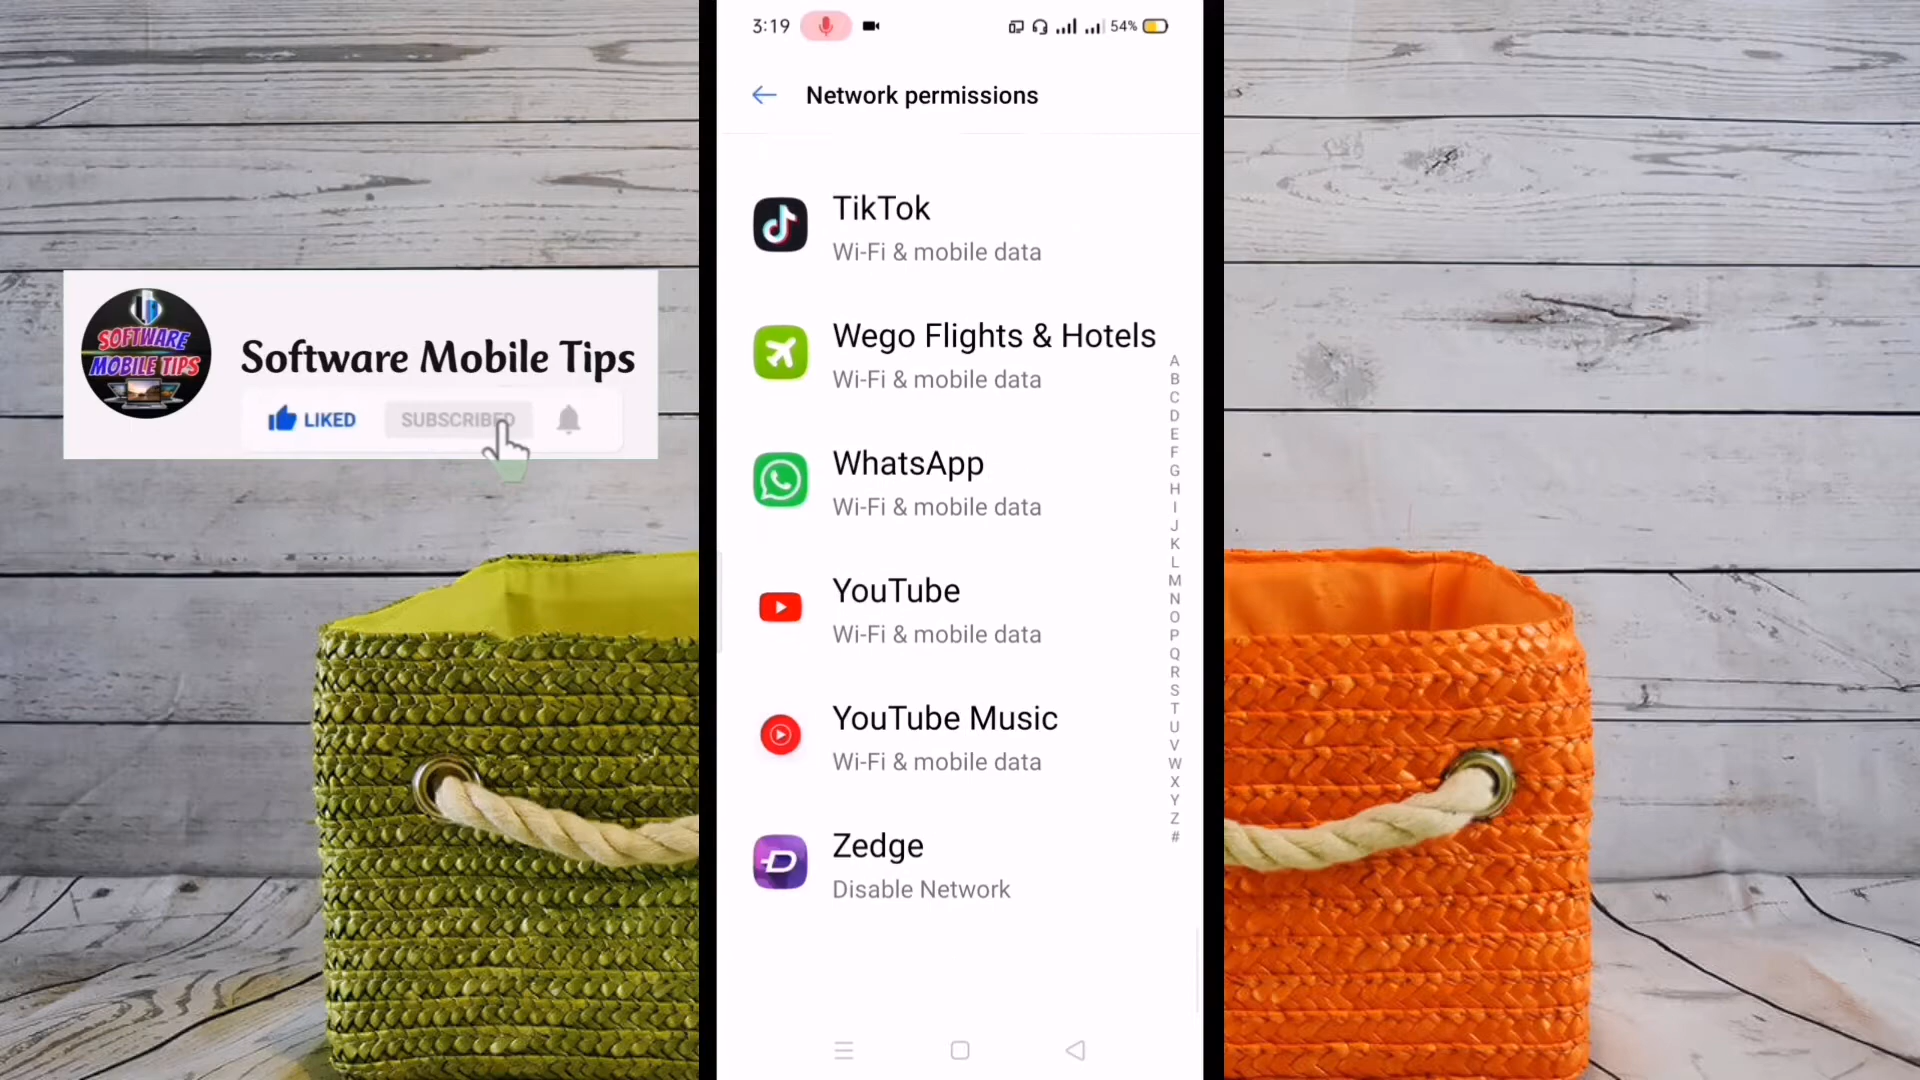 3:19
54%
Network permissions
TikTok
Wi-Fi & mobile data
Wego Flights & Hotels
Wi-Fi & mobile data
WhatsApp
Wi-Fi & mobile data
YouTube
Wi-Fi & mobile data
YouTube Music
Wi-Fi & mobile data
Zedge
Disable Network
A
B
C
D
E
F
G
H
I
J
K
L
M
N
O
P
Q
R
S
T
U
V
W
X
Y
Z
#
SOFTWARE
MOBILE TIPS
Software Mobile Tips
LIKED
SUBSCRIBED